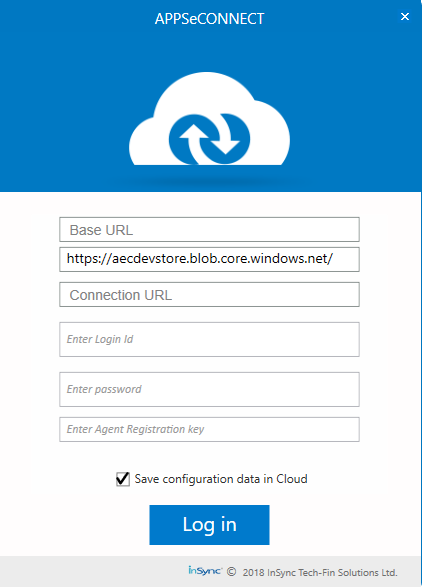 APPSeCONNECT
Base URL
https://aecdevstore.blob.core.windows.net/
Connection URL
Enter Login Id
Enter password
Enter Agent Registration key
Save configuration data in Cloud
Log in
inSync © 2018 InSync Tech-Fin Solutions Ltd.